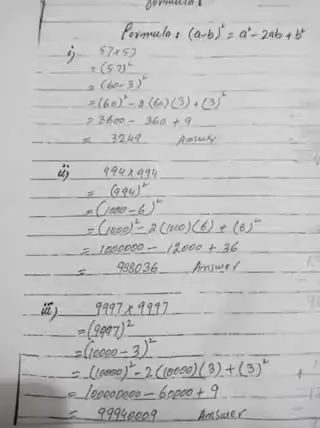 formula:
Formula: (a-b)² = a² - 2ab + b²
i) 57×57
= (57)²
= (60-3)²
= (60)² - 2(60)(3) + (3)²
= 3600 - 360 + 9
= 3249 Answer
ii) 994×994
= (994)²
= (1000-6)²
= (1000)² - 2(1000)(6) + (6)²
= 1000000 - 12000 + 36
= 988036 Answer
iii) 9997×9997
= (9997)²
= (10000-3)²
= (10000)² - 2(10000)(3) + (3)²
= 100000000 - 60000 + 9
= 99940009 Answer